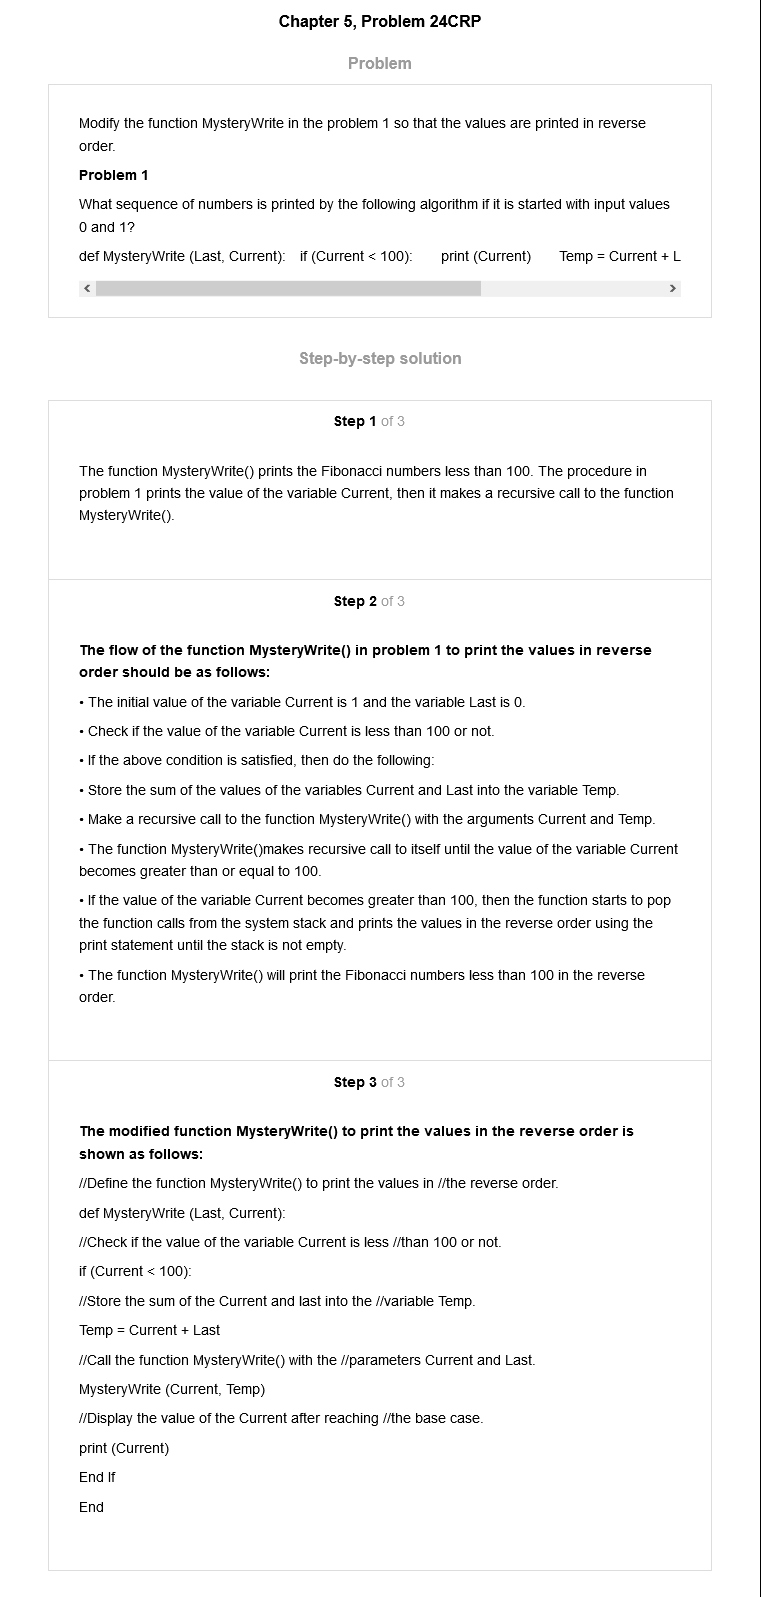 Chapter 5, Problem 24CRP
Problem
Modify the function MysteryWrite in the problem 1 so that the values are printed in reverse
order.
Problem 1
What sequence of numbers is printed by the following algorithm if it is started with input values
0 and 1?
def MysteryWrite (Last, Current): if (Current < 100): print (Current) Temp = Current + L
Step-by-step solution
Step 1 of 3
The function MysteryWrite() prints the Fibonacci numbers less than 100. The procedure in
problem 1 prints the value of the variable Current, then it makes a recursive call to the function
MysteryWrite().
Step 2 of 3
The flow of the function MysteryWrite() in problem 1 to print the values in reverse
order should be as follows:
• The initial value of the variable Current is 1 and the variable Last is 0.
• Check if the value of the variable Current is less than 100 or not.
• If the above condition is satisfied, then do the following:
• Store the sum of the values of the variables Current and Last into the variable Temp.
• Make a recursive call to the function MysteryWrite() with the arguments Current and Temp.
• The function MysteryWrite()makes recursive call to itself until the value of the variable Current
becomes greater than or equal to 100.
• If the value of the variable Current becomes greater than 100, then the function starts to pop
the function calls from the system stack and prints the values in the reverse order using the
print statement until the stack is not empty.
• The function MysteryWrite() will print the Fibonacci numbers less than 100 in the reverse
order.
Step 3 of 3
The modified function MysteryWrite() to print the values in the reverse order is
shown as follows:
//Define the function MysteryWrite() to print the values in //the reverse order.
def MysteryWrite (Last, Current):
//Check if the value of the variable Current is less //than 100 or not.
if (Current < 100):
//Store the sum of the Current and last into the //variable Temp.
Temp = Current + Last
//Call the function MysteryWrite() with the //parameters Current and Last.
MysteryWrite (Current, Temp)
//Display the value of the Current after reaching //the base case.
print (Current)
End If
End